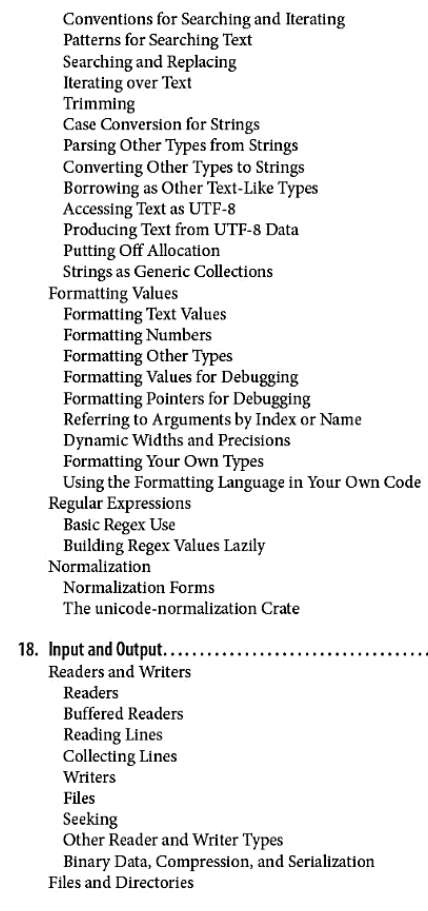 Conventions for Searching and Iterating
Patterns for Searching Text
Searching and Replacing
Iterating over Text
Trimming
Case Conversion for Strings
Parsing Other Types from Strings
Converting Other Types to Strings
Borrowing as Other Text-Like Types
Accessing Text as UTF-8
Producing Text from UTF-8 Data
Putting Off Allocation
Strings as Generic Collections
Formatting Values
Formatting Text Values
Formatting Numbers
Formatting Other Types
Formatting Values for Debugging
Formatting Pointers for Debugging
Referring to Arguments by Index or Name
Dynamic Widths and Precisions
Formatting Your Own Types
Using the Formatting Language in Your Own Code
Regular Expressions
Basic Regex Use
Building Regex Values Lazily
Normalization
Normalization Forms
The unicode-normalization Crate
18. Input and Output.....................................
Readers and Writers
Readers
Buffered Readers
Reading Lines
Collecting Lines
Writers
Files
Seeking
Other Reader and Writer Types
Binary Data, Compression, and Serialization
Files and Directories